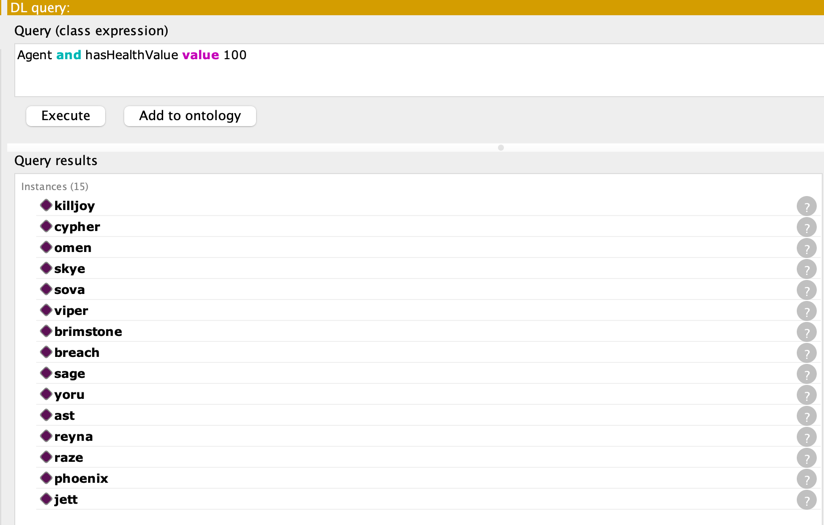 DL query:
Query (class expression)
Agent and hasHealthValue value 100
Execute Add to ontology
Query results
Instances (15)
killjoy ?
cypher ?
omen ?
skye ?
sova ?
viper ?
brimstone ?
breach ?
sage ?
yoru ?
ast ?
reyna ?
raze ?
phoenix ?
jett ?